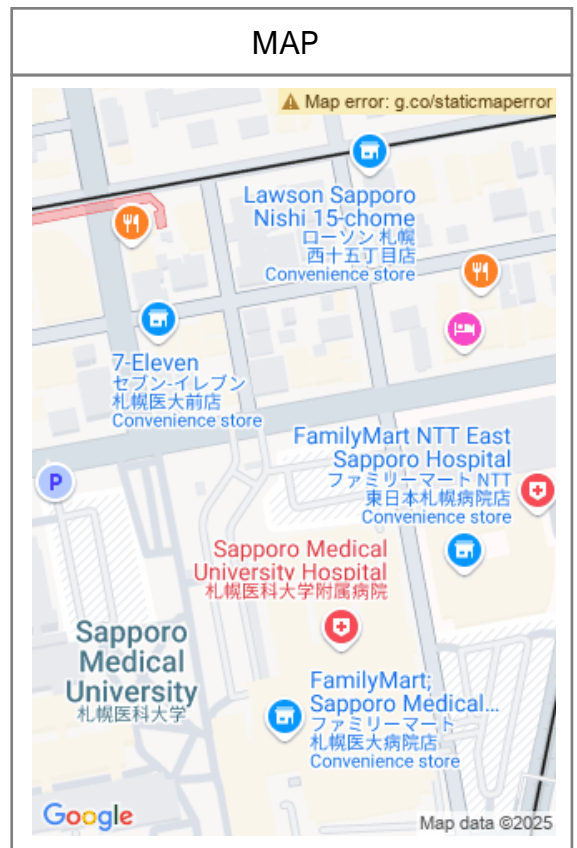 MAP
Map error: g.co/staticmaperror
Lawson Sapporo
Nishi 15-chome
ローソン 札幌
西十五丁目店
Convenience store
7-Eleven
セブン-イレブン
札幌医大前店
Convenience store
FamilyMart NTT East
Sapporo Hospital
ファミリーマート NTT
東日本札幌病院店
Convenience store
P
Sapporo Medical
University Hospital
札幌医科大学附属病院
Sapporo
Medical
University
札幌医科大学
FamilyMart;
Sapporo Medical...
ファミリーマート
札幌医大病院店
Convenience store
Google
Map data ©2025